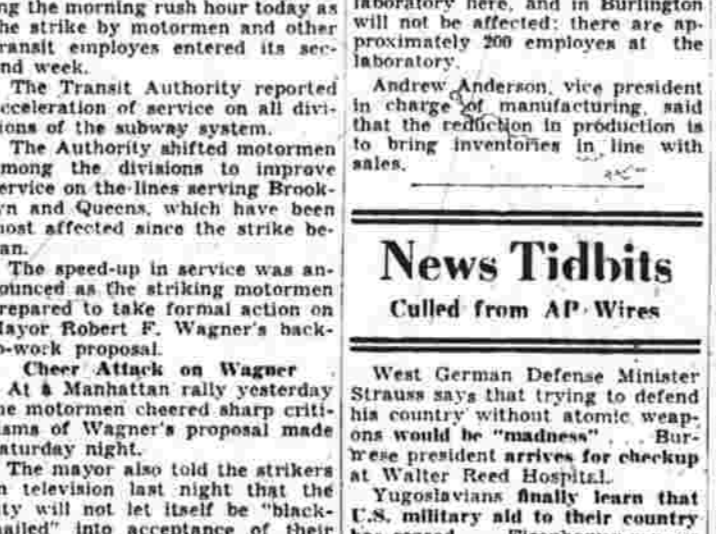 ng the morning rush hour today as
he strike by motormen and other
ransit employes entered its sec-
nd week.
The Transit Authority reported
cceleration of service on all divi-
ions of the subway system.
The Authority shifted motormen
mong the divisions to improve
ervice on the lines serving Brook-
yn and Queens, which have been
ost affected since the strike be-
an.
The speed-up in service was an-
ounced as the striking motormen
repared to take formal action on
Mayor Robert F. Wagner's back-
o-work proposal.
Cheer Attack on Wagner
At a Manhattan rally yesterday
he motormen cheered sharp criti-
isms of Wagner's proposal made
aturday night.
The mayor also told the strikers
n television last night that the
ity will not let itself be "black-
mailed" into acceptance of their
laboratory here, and in Burlington
will not be affected; there are ap-
proximately 200 employes at the
laboratory.
Andrew Anderson, vice president
in charge of manufacturing, said
that the reduction in production is
to bring inventories in line with
sales.
News Tidbits
Culled from AP Wires
West German Defense Minister
Strauss says that trying to defend
his country without atomic weap-
ons would be "madness" . . . Bur-
mese president arrives for checkup
at Walter Reed Hospital.
Yugoslavians finally learn that
U.S. military aid to their country